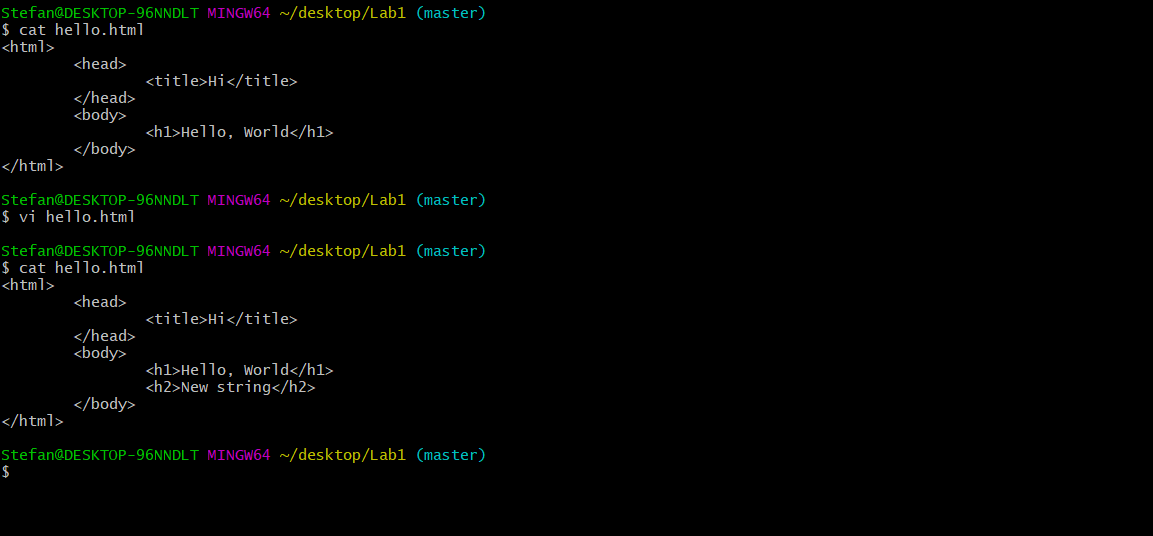 Stefan@DESKTOP-96NNDLT MINGW64 ~/desktop/Lab1 (master)
$ cat hello.html
<html>
        <head>
                <title>Hi</title>
        </head>
        <body>
                <h1>Hello, World</h1>
        </body>
</html>

Stefan@DESKTOP-96NNDLT MINGW64 ~/desktop/Lab1 (master)
$ vi hello.html

Stefan@DESKTOP-96NNDLT MINGW64 ~/desktop/Lab1 (master)
$ cat hello.html
<html>
        <head>
                <title>Hi</title>
        </head>
        <body>
                <h1>Hello, World</h1>
                <h2>New string</h2>
        </body>
</html>

Stefan@DESKTOP-96NNDLT MINGW64 ~/desktop/Lab1 (master)
$